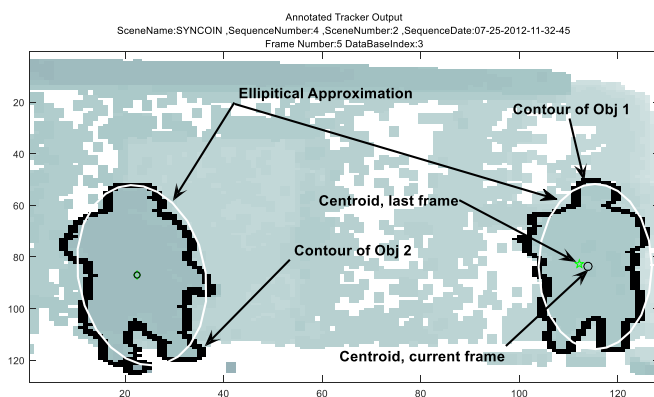 Annotated Tracker Output
SceneName:SYNCOIN ,SequenceNumber:4 ,SceneNumber:2 ,SequenceDate:07-25-2012-11-32-45
Frame Number:5 DataBaseIndex:3
Ellipitical Approximation
Contour of Obj 1
Centroid, last frame
Contour of Obj 2
Centroid, current frame
20
40
60
80
100
120
20 40 60 80 100 120